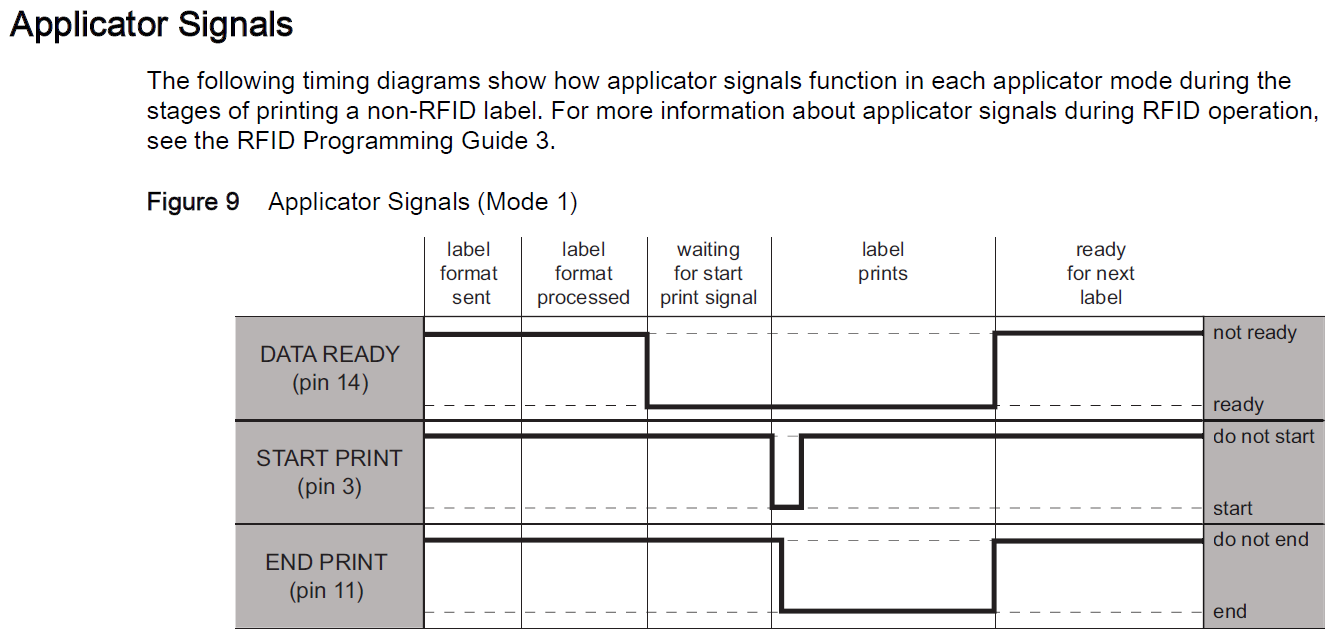 Applicator Signals
The following timing diagrams show how applicator signals function in each applicator mode during the
stages of printing a non-RFID label. For more information about applicator signals during RFID operation,
see the RFID Programming Guide 3.
Figure 9 Applicator Signals (Mode 1)
label
format
sent
label
format
processed
waiting
for start
print signal
label
prints
ready
for next
label
DATA READY
(pin 14)
not ready
ready
START PRINT
(pin 3)
do not start
start
END PRINT
(pin 11)
do not end
end